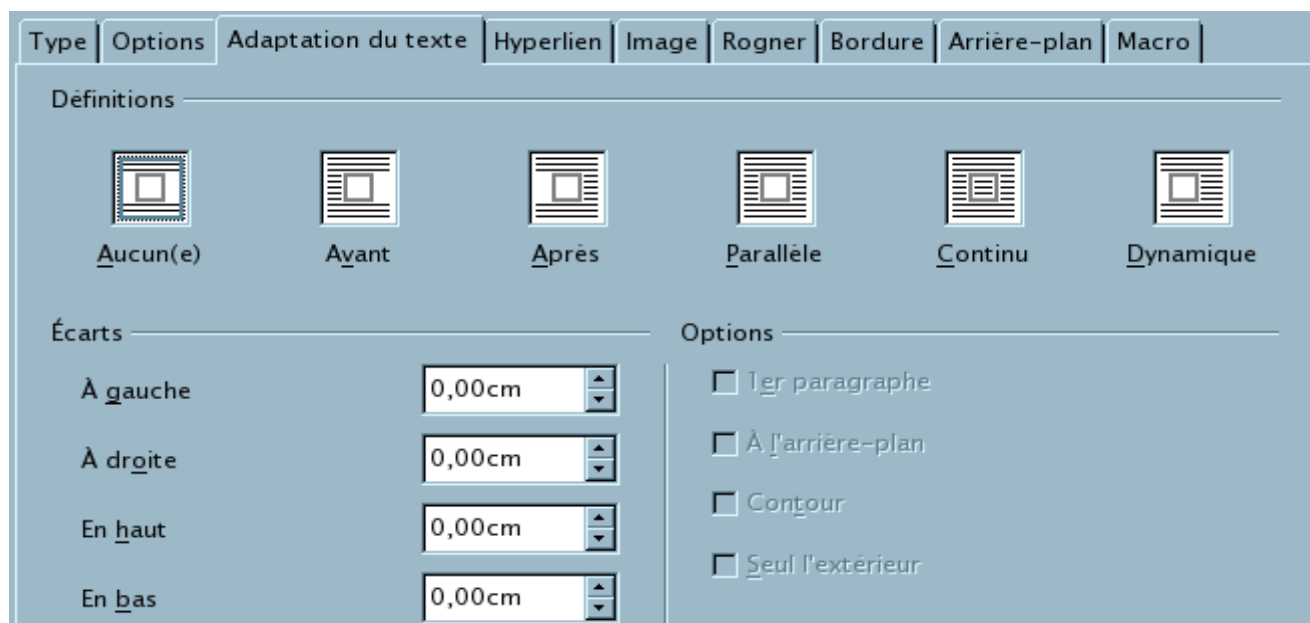 Type Options Adaptation du texte Hyperlien Image Rogner Bordure Arrière-plan Macro
Définitions
Aucun(e) Avant Après Parallèle Continu Dynamique
Écarts
À gauche 0,00cm
À droite 0,00cm
En haut 0,00cm
En bas 0,00cm
Options
1er paragraphe
À l'arrière-plan
Contour
Seul l'extérieur